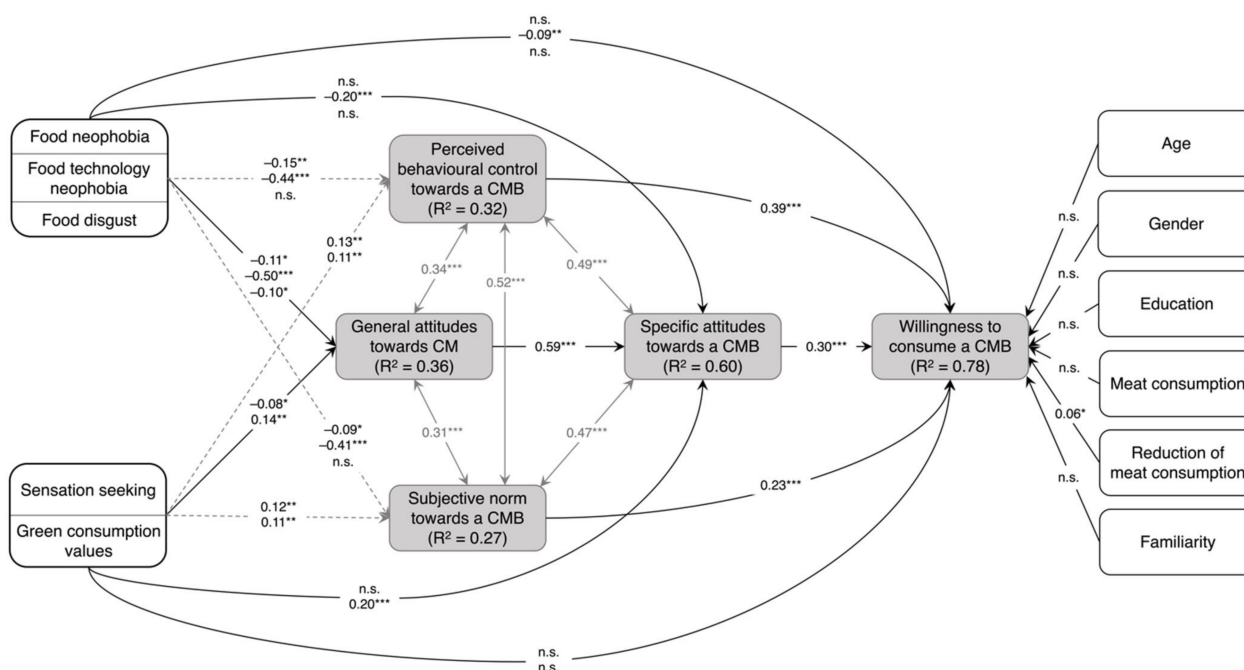 n.s.
–0.09**
n.s.
n.s.
–0.20***
n.s.
Food neophobia
Food technology
neophobia
Food disgust
–0.15**
–0.44***
n.s.
Perceived
behavioural control
towards a CMB
(R² = 0.32)
0.39***
Age
n.s.
Gender
n.s.
0.13**
0.11**
–0.11*
–0.50***
–0.10*
0.34***
0.52***
0.49***
Education
n.s.
General attitudes
towards CM
(R² = 0.36)
0.59***
Specific attitudes
towards a CMB
(R² = 0.60)
0.30***
Willingness to
consume a CMB
(R² = 0.78)
n.s.
Meat consumption
–0.08*
0.14**
–0.09*
–0.41***
n.s.
0.31***
0.47***
0.06*
Reduction of
meat consumption
Sensation seeking
Green consumption
values
0.12**
0.11**
Subjective norm
towards a CMB
(R² = 0.27)
0.23***
n.s.
Familiarity
n.s.
0.20***
n.s.
n.s.